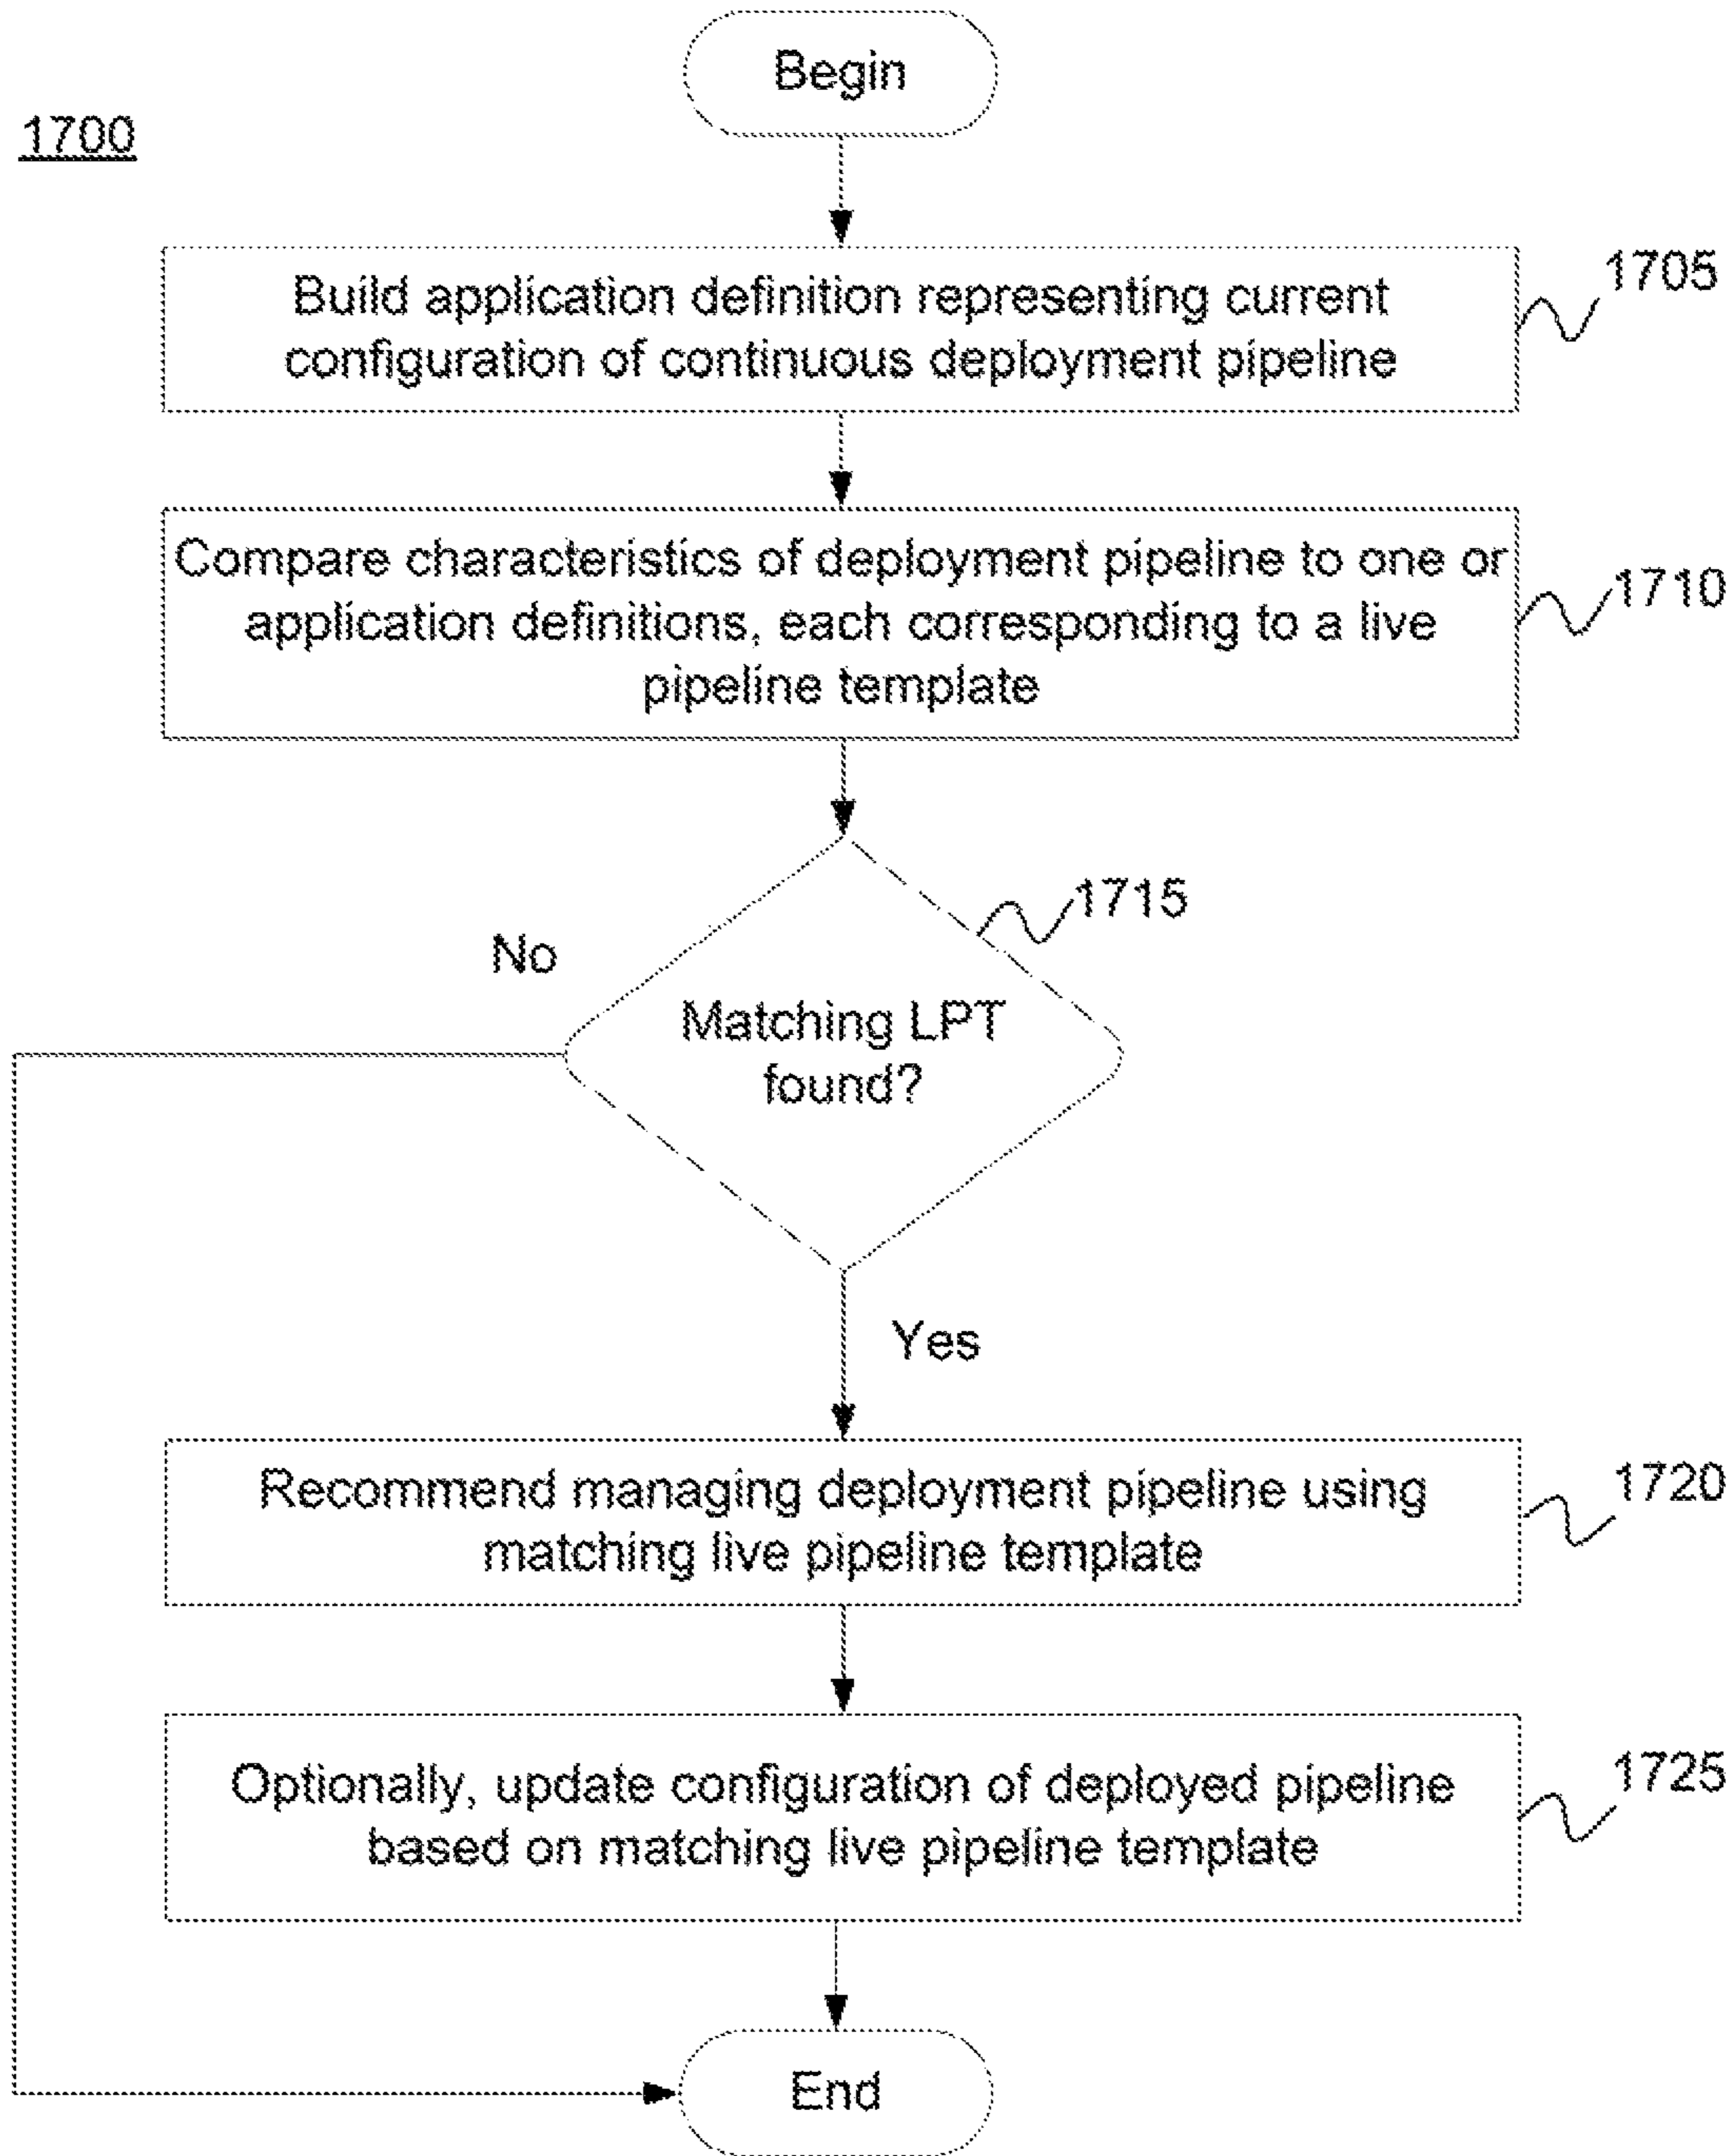 Begin
1700
Build application definition representing current
configuration of continuous deployment pipeline
1705
Compare characteristics of deployment pipeline to one or
application definitions, each corresponding to a live
pipeline template
1710
1715
No
Matching LPT
found?
Yes
Recommend managing deployment pipeline using
matching live pipeline template
1720
Optionally, update configuration of deployed pipeline
based on matching live pipeline template
1725
End